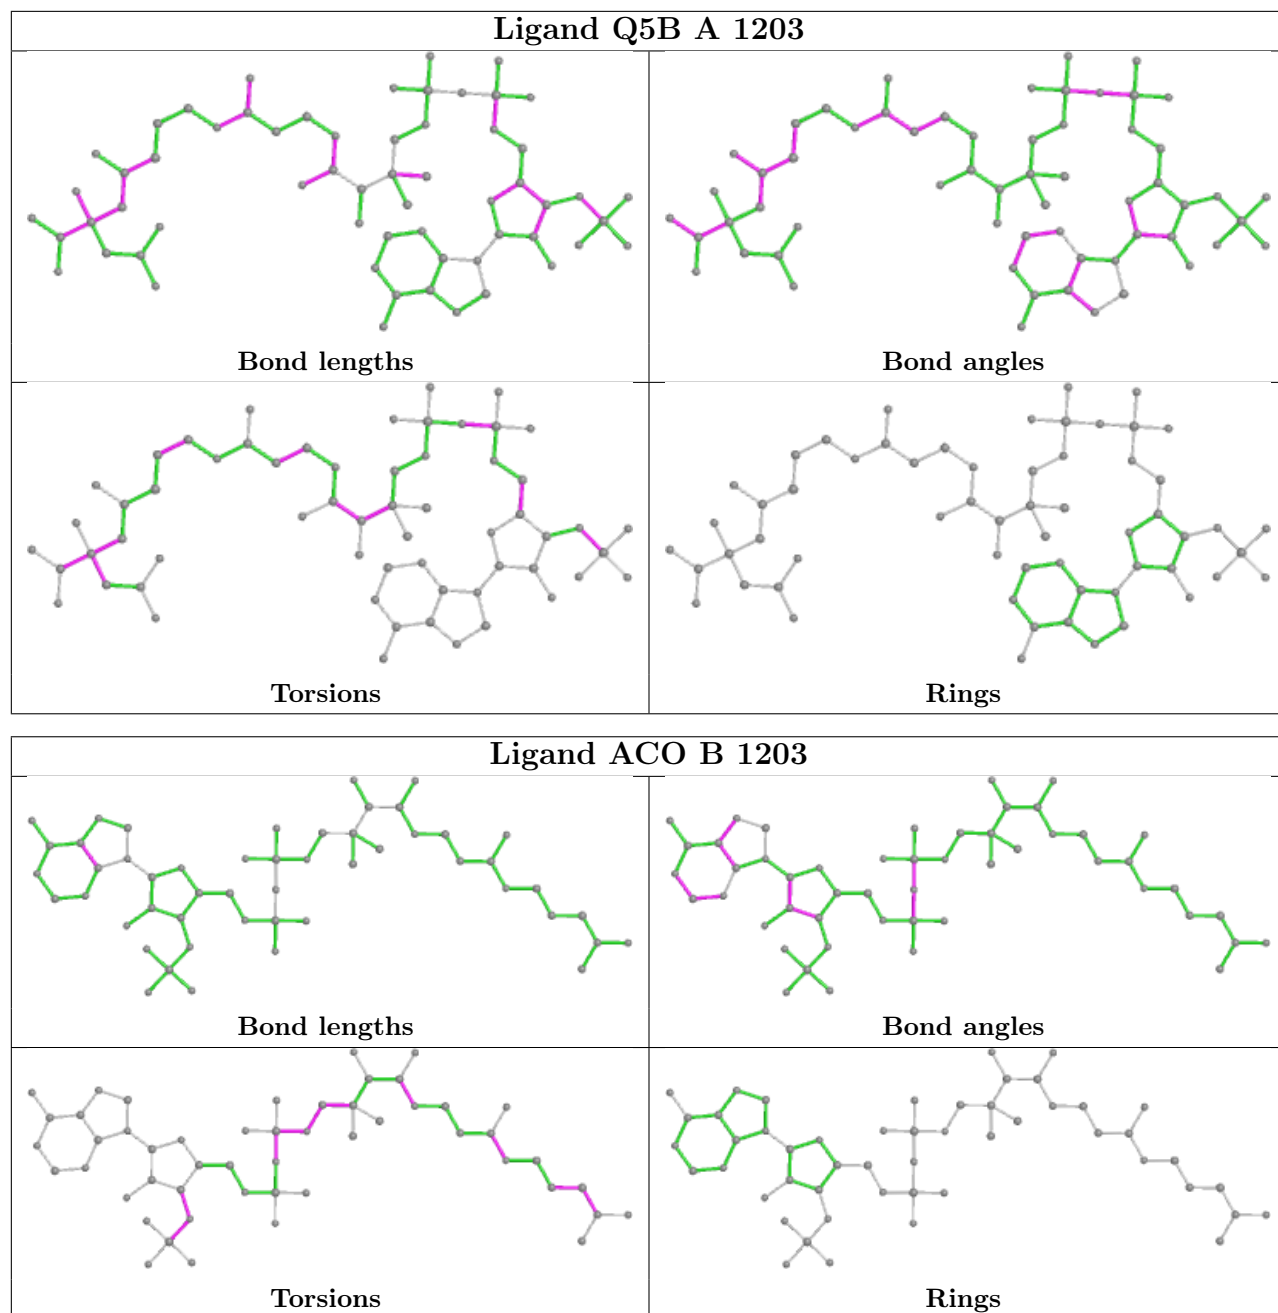 Ligand Q5B A 1203
Bond lengths
Bond angles
Torsions
Rings
Ligand ACO B 1203
Bond lengths
Bond angles
Torsions
Rings